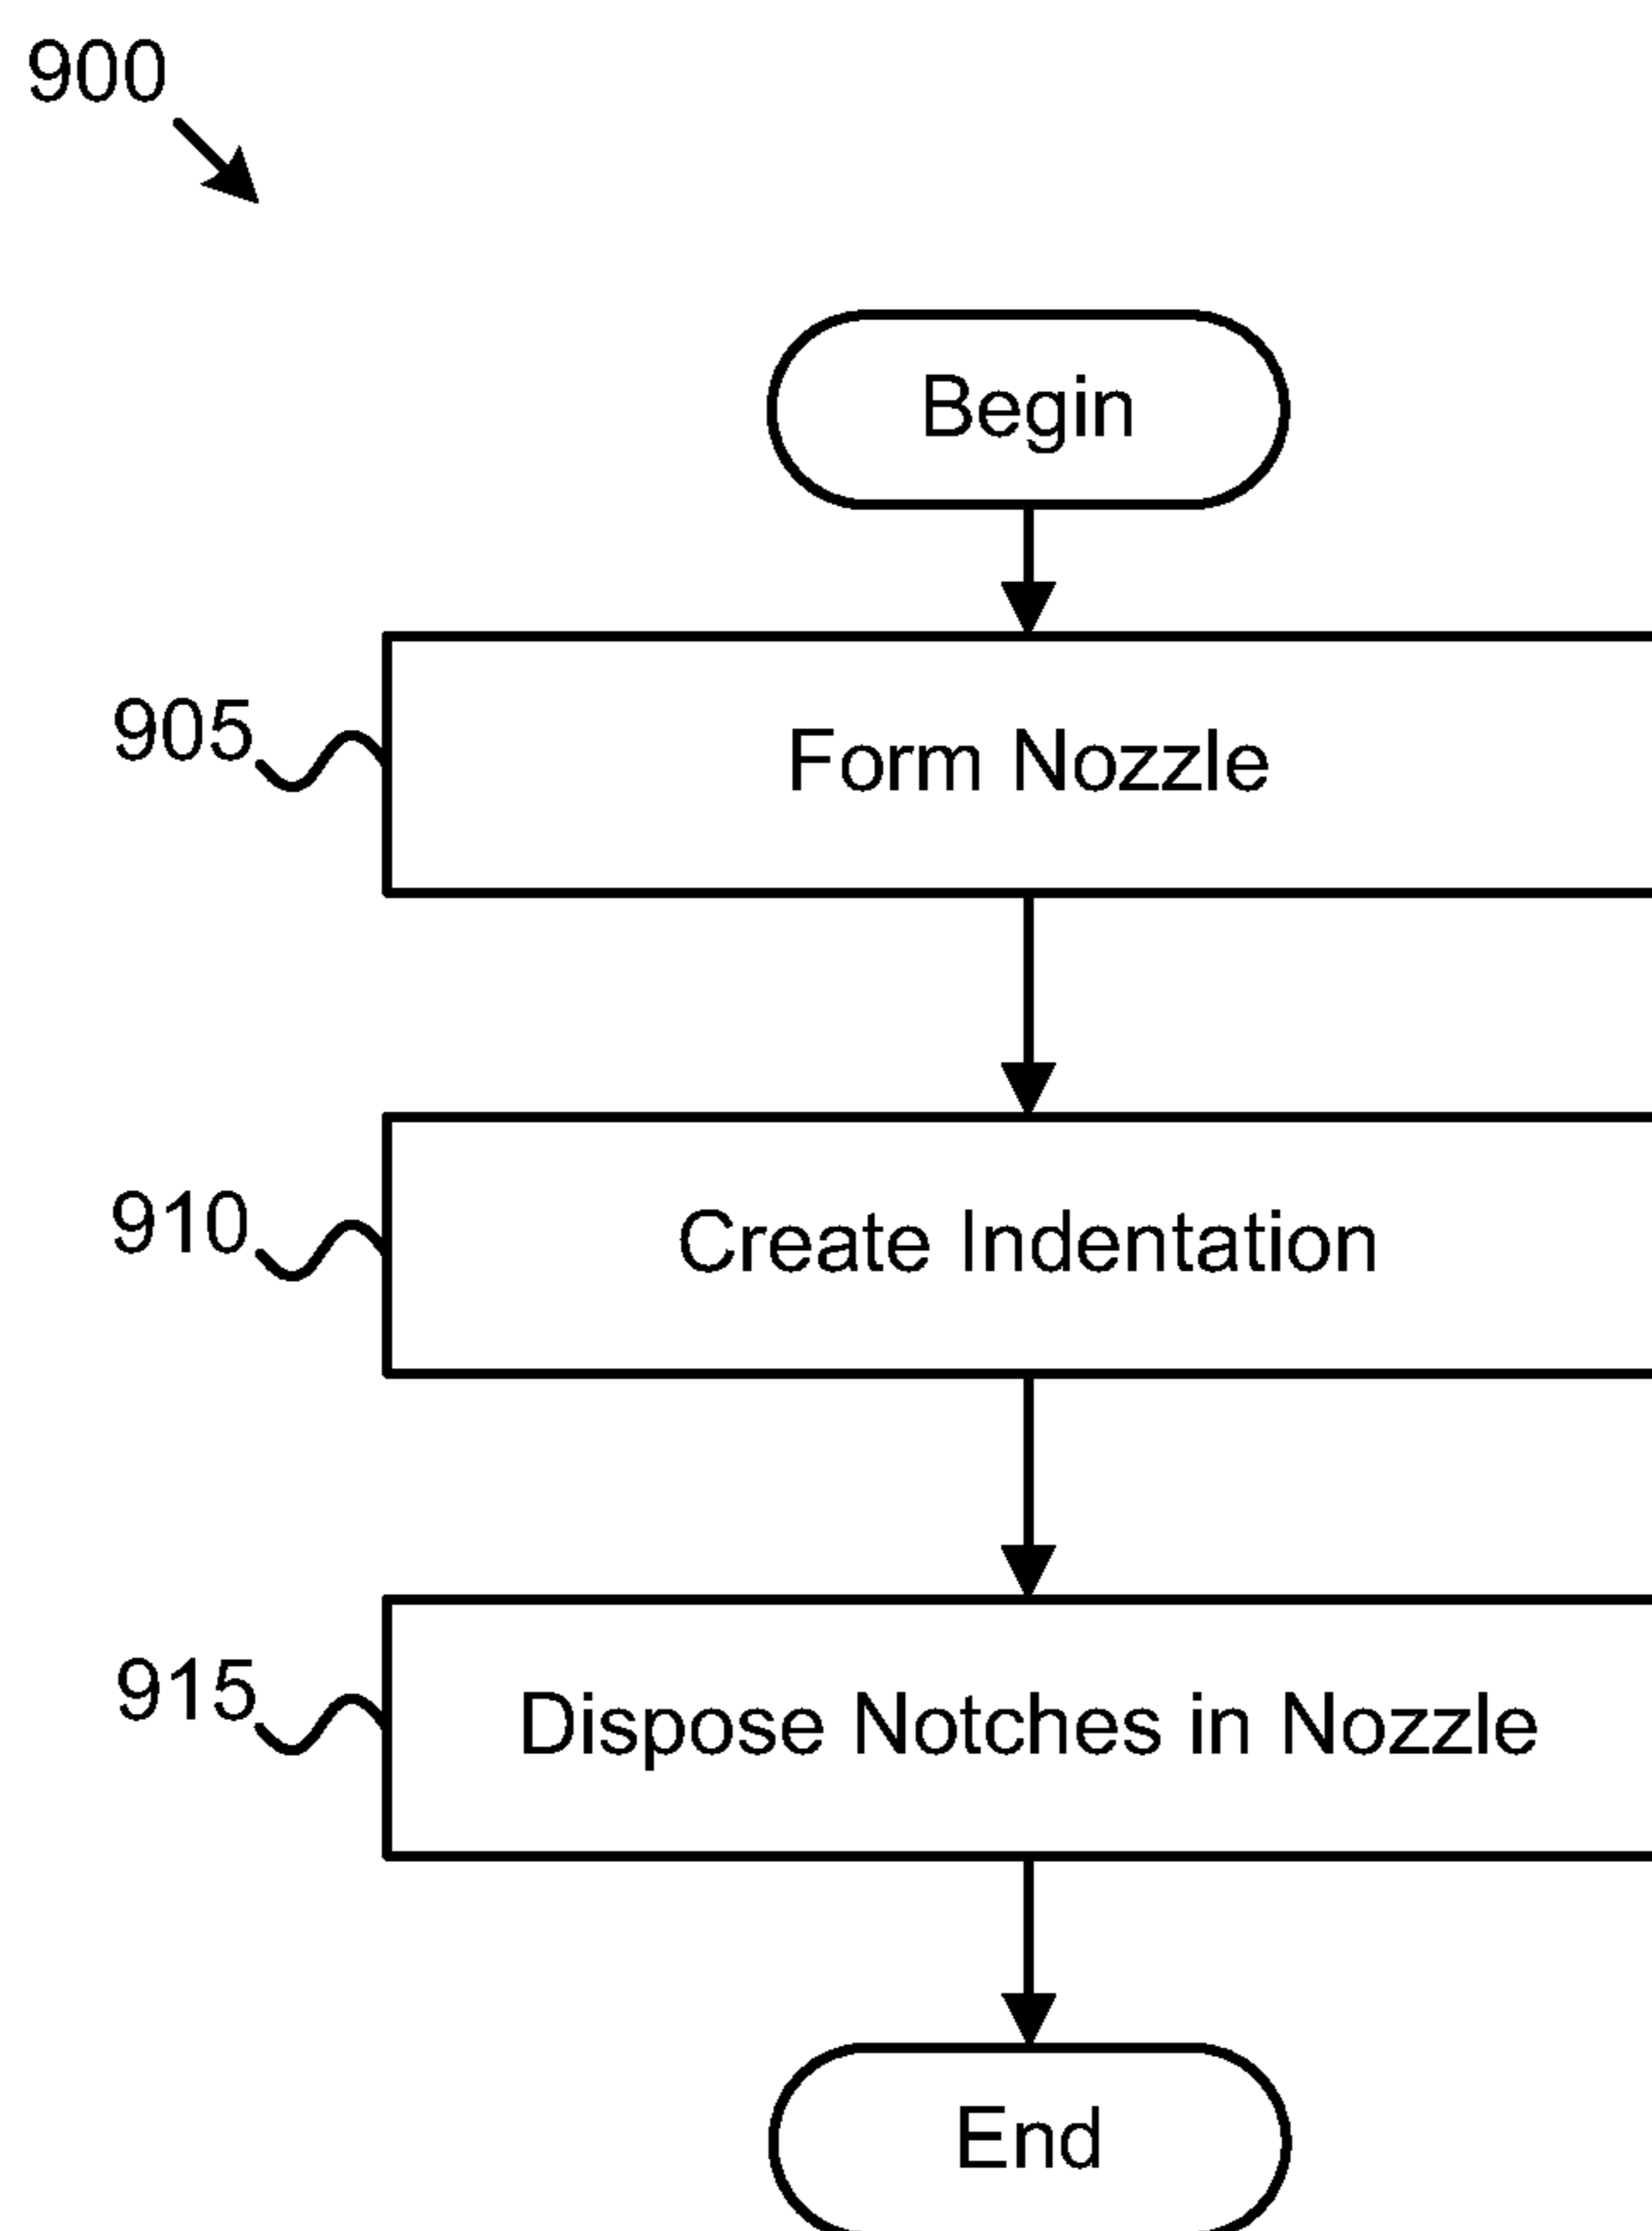 900
Begin
905
Form Nozzle
910
Create Indentation
915
Dispose Notches in Nozzle
End